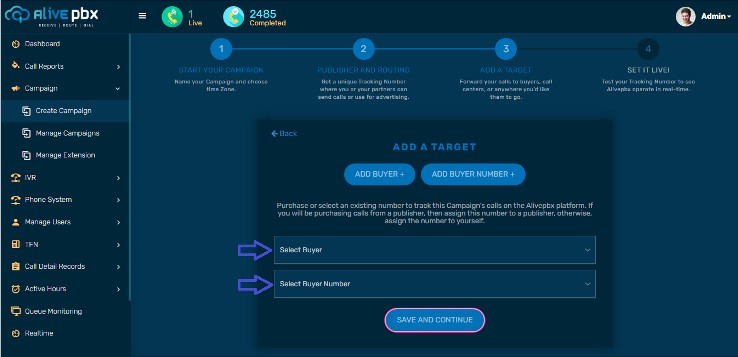 Alive pbx
RECEIVE | ROUTE | DIAL
1
Live
2485
Completed
Admin
Dashboard
Call Reports
Campaign
Create Campaign
Manage Campaigns
Manage Extension
IVR
Phone System
Manage Users
TFN
Call Detail Records
Active Hours
Queue Monitoring
Realtime
1
START YOUR CAMPAIGN
Name your Campaign and choose
time Zone.
2
PUBLISHER AND ROUTING
Get a unique Tracking Number
where you or your partners can
send calls or use for advertising.
3
ADD A TARGET
Forward your calls to buyers, call
centers, or anywhere you'd like
them to go.
4
SET IT LIVE!
Test your Tracking Number to see
Alivepbx operate in real-time.
Back
ADD A TARGET
ADD BUYER +
ADD BUYER NUMBER +
Purchase or select an existing number to track this Campaign's calls on the Alivepbx platform. If
you will be purchasing calls from a publisher, then assign this number to a publisher, otherwise,
assign the number to yourself.
Select Buyer
Select Buyer Number
SAVE AND CONTINUE